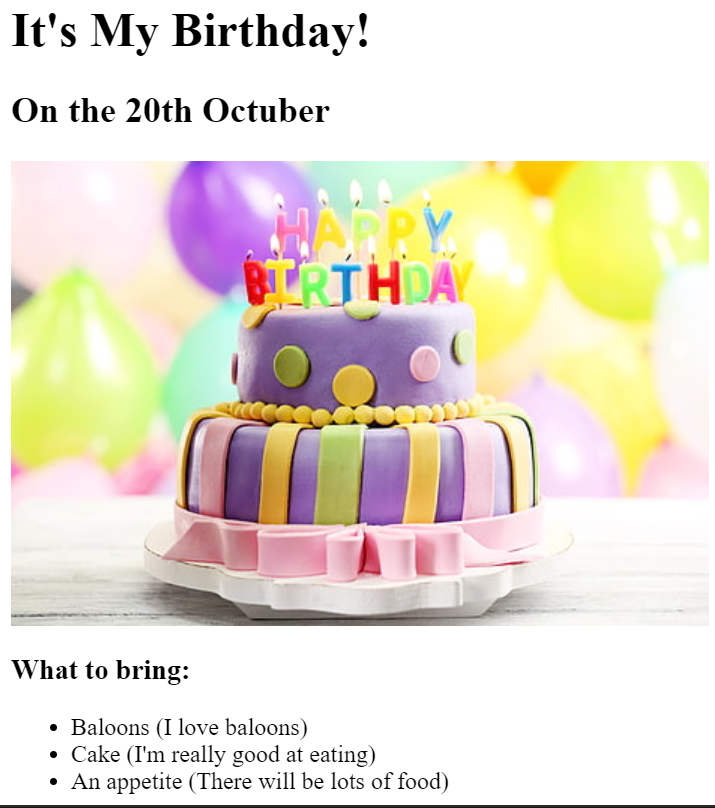 It's My Birthday!
On the 20th Octuber
HAPPY
BIRTHDAY
What to bring:
Baloons (I love baloons)
Cake (I'm really good at eating)
An appetite (There will be lots of food)